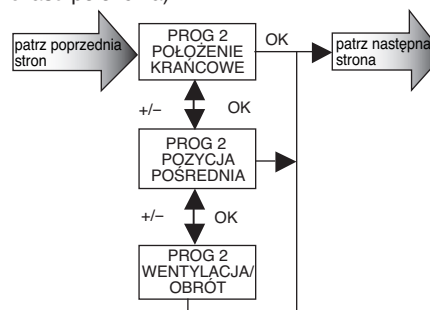 patrz poprzednia
stron
PROG 2
POŁOŻENIE
KRAŃCOWE
OK
patrz następna
strona
+/– OK
PROG 2
POZYCJA
POŚREDNIA
+/– OK
PROG 2
WENTYLACJA/
OBRÓT